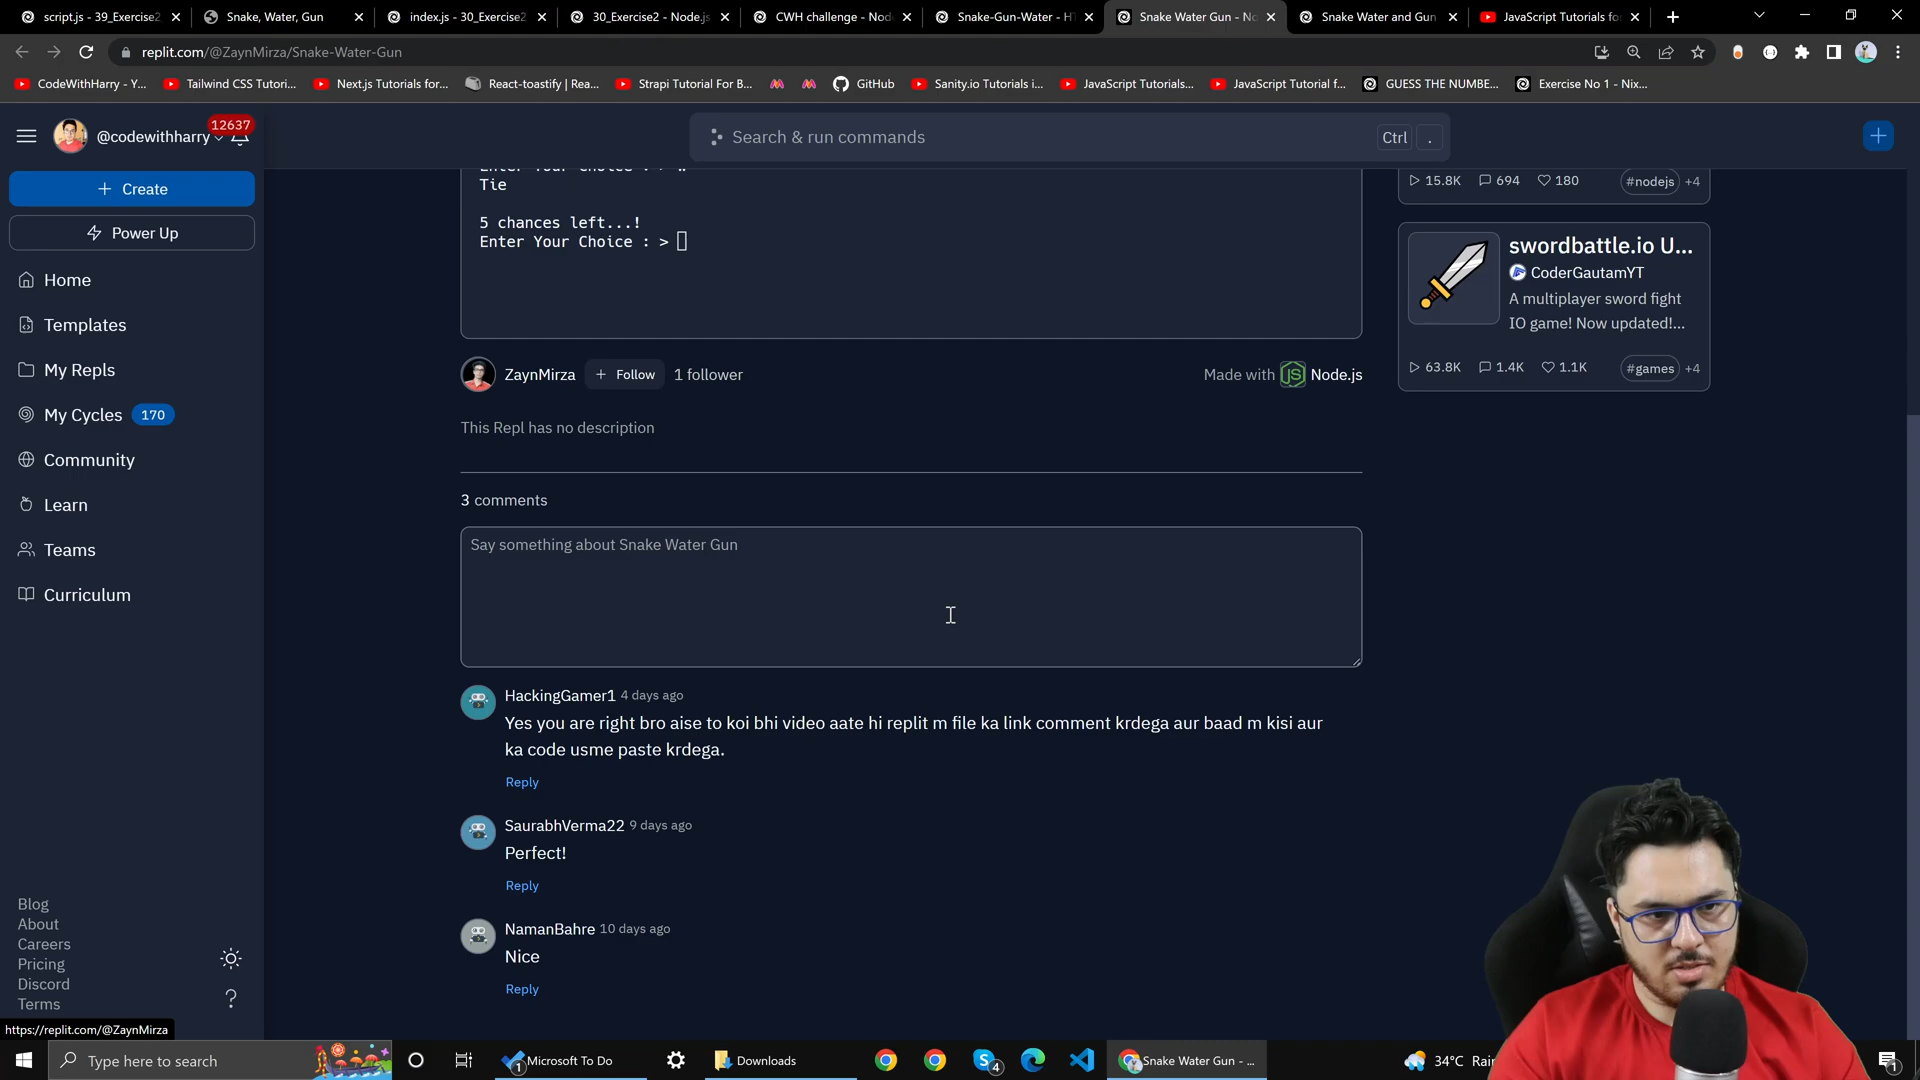 script.js - 39_Exercise2
Snake, Water, Gun
index.js - 30_Exercise2
30_Exercise2 - Node.js
CWH challenge - Nod
Snake-Gun-Water - HT
Snake Water Gun - No
Snake Water and Gun
JavaScript Tutorials fo
replit.com/@ZaynMirza/Snake-Water-Gun
CodeWithHarry - Y...
Tailwind CSS Tutori...
Next.js Tutorials for...
React-toastify | Rea...
Strapi Tutorial For B...
GitHub
Sanity.io Tutorials i...
JavaScript Tutorials...
JavaScript Tutorial f...
GUESS THE NUMBE...
Exercise No 1 - Nix...
@codewithharry
12637
Search & run commands
Ctrl .
+ Create
Power Up
Home
Templates
My Repls
My Cycles 170
Community
Learn
Teams
Curriculum
Blog
About
Careers
Pricing
Discord
Terms
?
Enter Your Choice : > w
Tie
5 chances left...!
Enter Your Choice : >
ZaynMirza + Follow 1 follower
Made with JS Node.js
This Repl has no description
3 comments
Say something about Snake Water Gun
HackingGamer1 4 days ago
Yes you are right bro aise to koi bhi video aate hi replit m file ka link comment krdega aur baad m kisi aur
ka code usme paste krdega.
Reply
SaurabhVerma22 9 days ago
Perfect!
Reply
NamanBahre 10 days ago
Nice
Reply
15.8K 694 180 #nodejs +4
swordbattle.io U...
CoderGautamYT
A multiplayer sword fight
IO game! Now updated!...
63.8K 1.4K 1.1K #games +4
https://replit.com/@ZaynMirza
Type here to search
1
Microsoft To Do
Downloads
4
Snake Water Gun - ...
34°C Rai
1